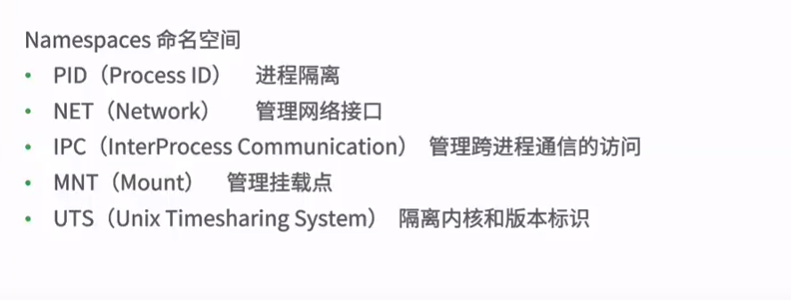 Namespaces 命名空间
• PID（Process ID） 进程隔离
• NET（Network） 管理网络接口
• IPC（InterProcess Communication） 管理跨进程通信的访问
• MNT（Mount） 管理挂载点
• UTS（Unix Timesharing System） 隔离内核和版本标识